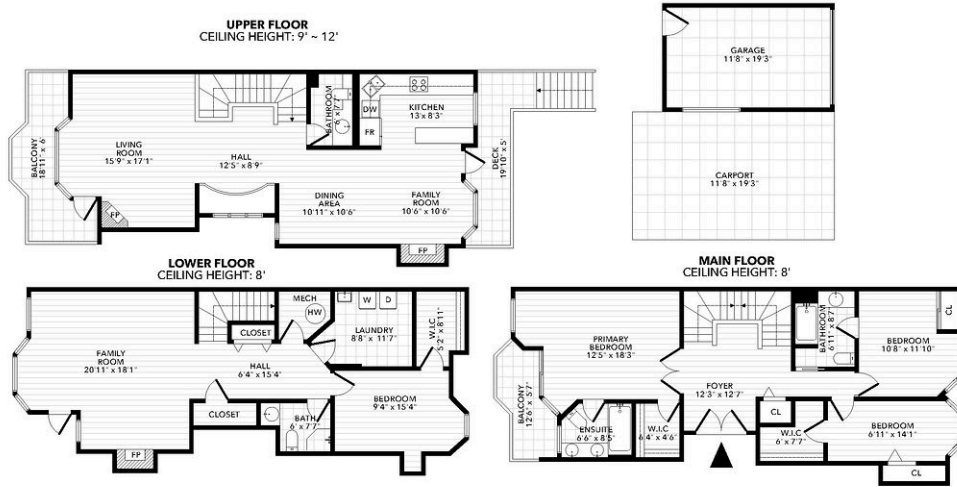 UPPER FLOOR
CEILING HEIGHT: 9' ~ 12'
BALCONY
18'11" x 6'
LIVING
ROOM
15'9" x 17'1"
FP
HALL
12'5" x 8'9"
BATHROOM
6' x 7'2"
DW
FR
KITCHEN
13' x 8'3"
DINING
AREA
10'11" x 10'6"
FAMILY
ROOM
10'6" x 10'6"
FP
DECK
19'10" x 5'
GARAGE
11'8" x 19'3"
CARPORT
11'8" x 19'3"
LOWER FLOOR
CEILING HEIGHT: 8'
FAMILY
ROOM
20'11" x 18'1"
FP
CLOSET
HALL
6'4" x 15'4"
CLOSET
MECH
HW
W
D
LAUNDRY
8'8" x 11'7"
W.I.C
5'2" x 8'11"
BATH
6' x 7'7"
BEDROOM
9'4" x 15'4"
MAIN FLOOR
CEILING HEIGHT: 8'
BALCONY
12'6" x 5'7"
PRIMARY
BEDROOM
12'5" x 18'3"
ENSUITE
6'6" x 8'5"
W.I.C
6'4" x 4'6"
FOYER
12'3" x 12'7"
BATHROOM
6'11" x 8'7"
CL
BEDROOM
10'8" x 11'10"
CL
W.I.C
6' x 7'7"
BEDROOM
6'11" x 14'1"
CL